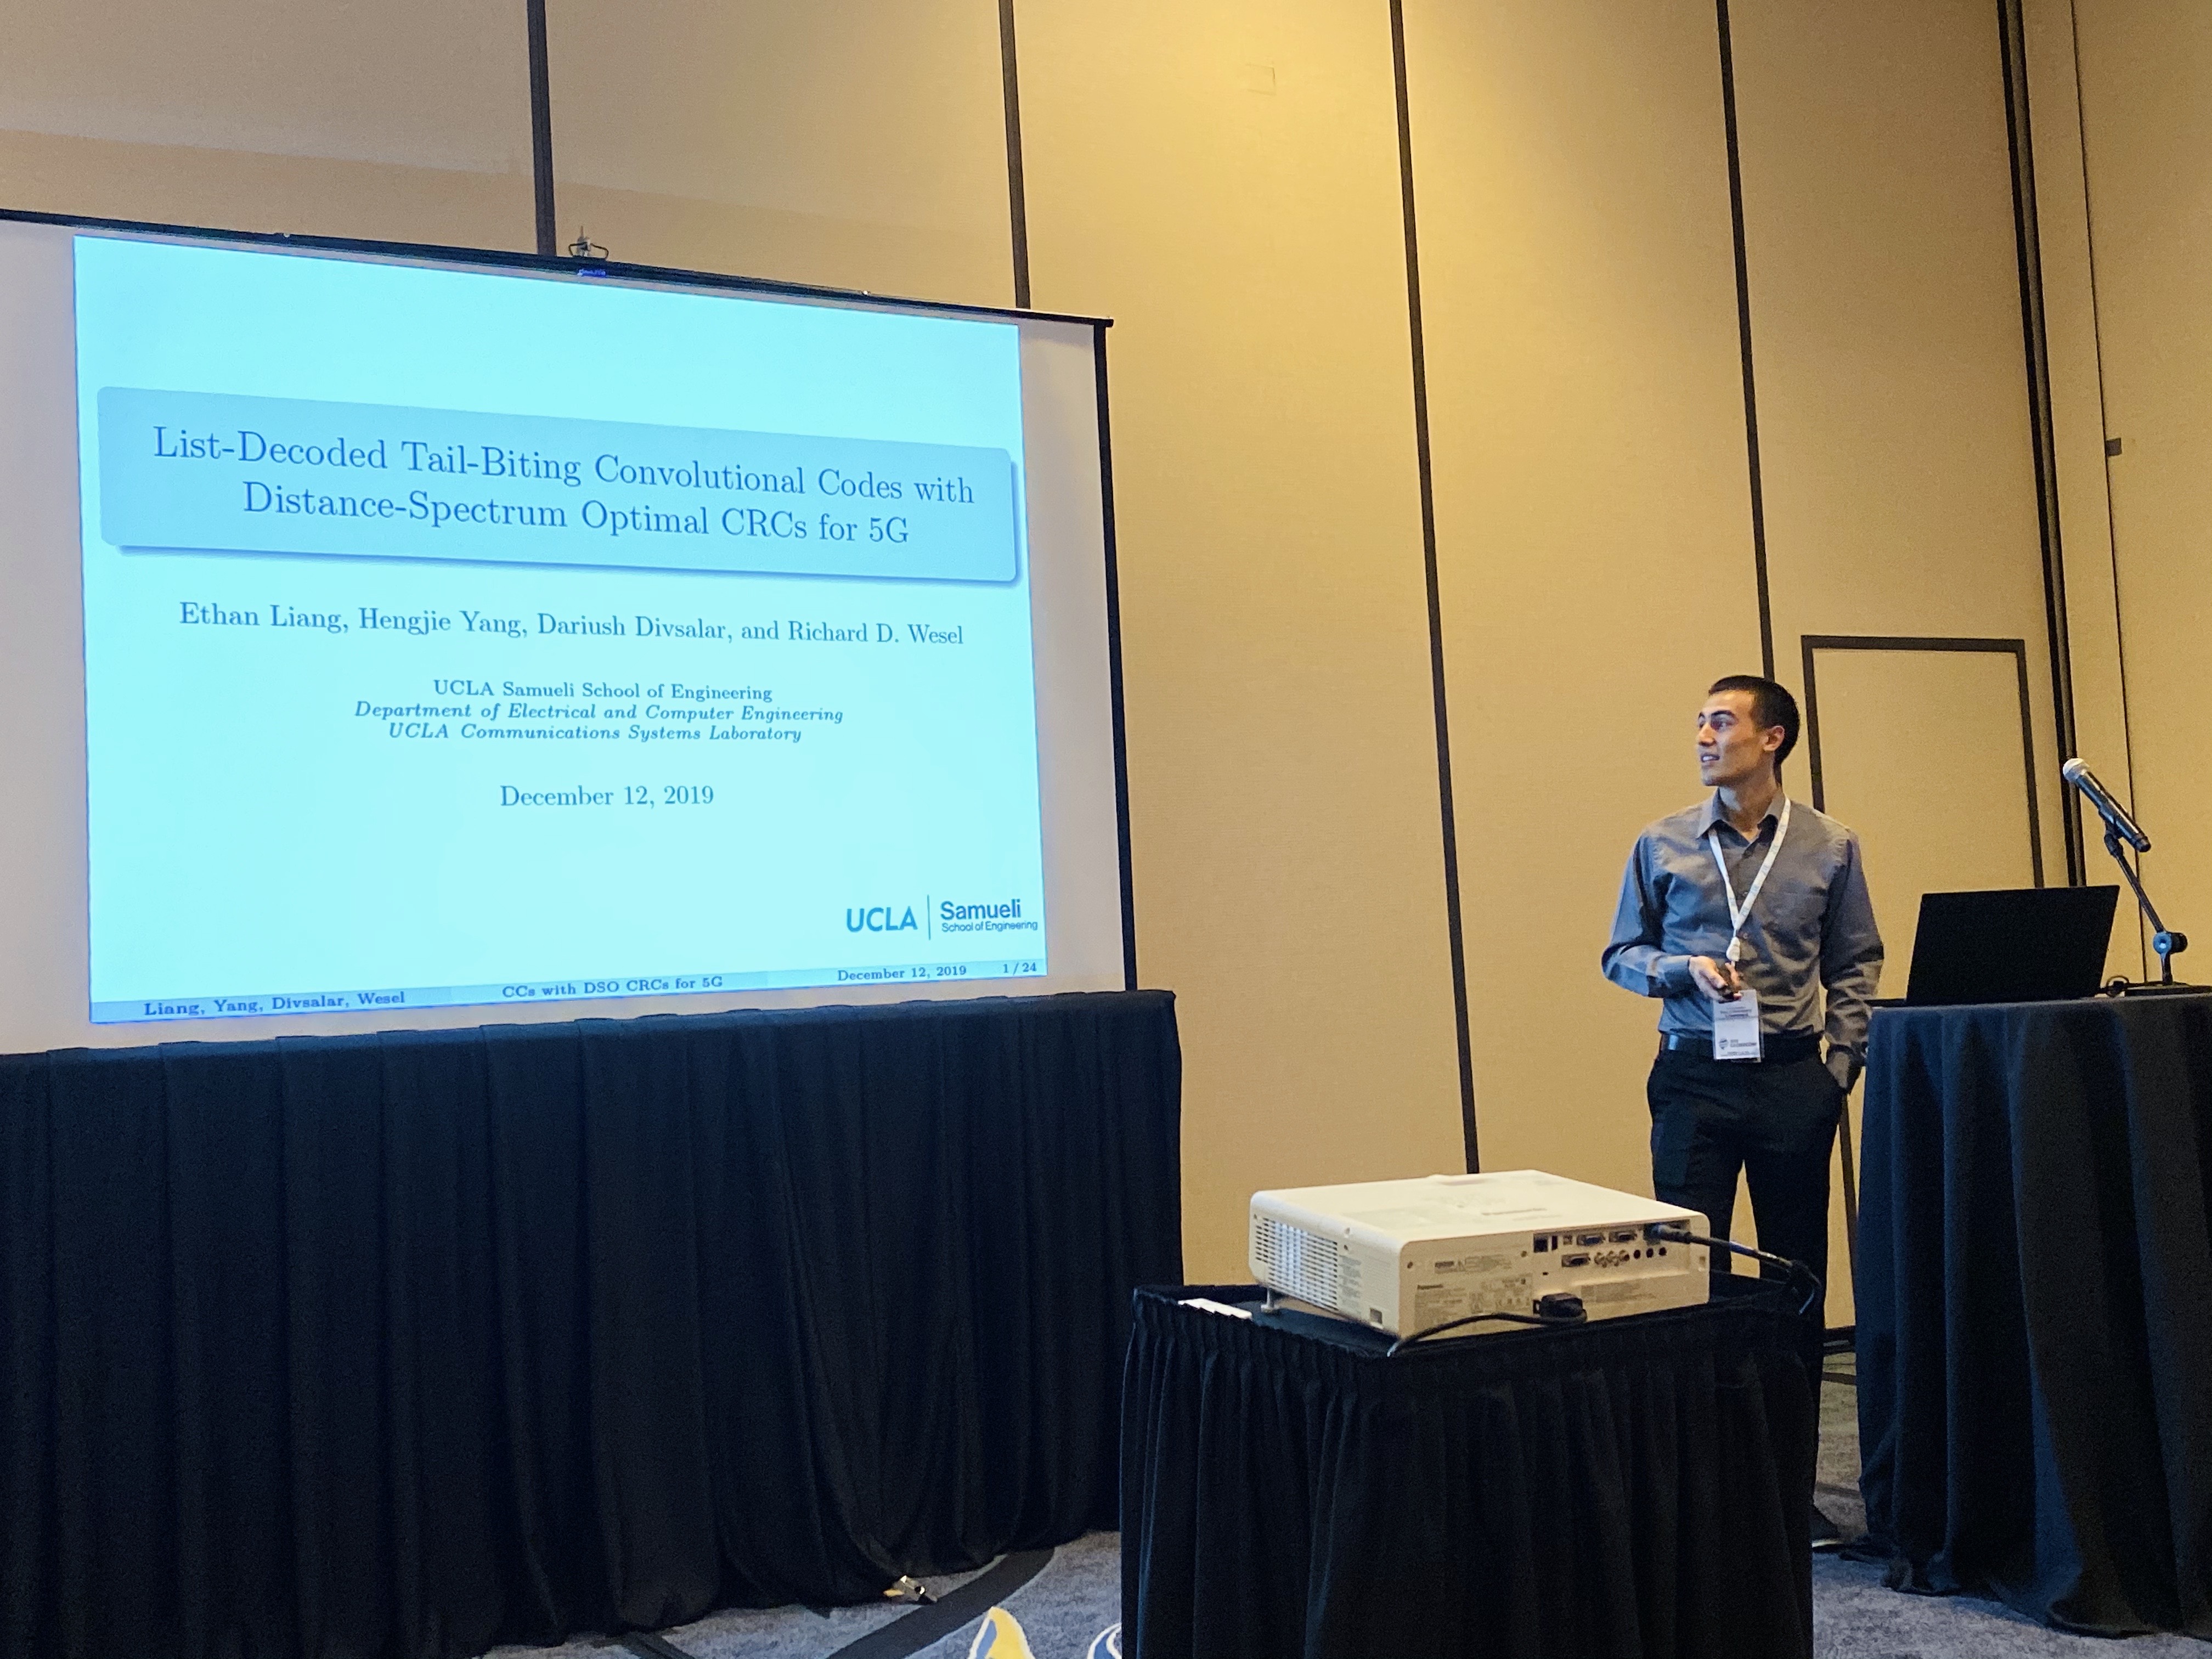 List-Decoded Tail-Biting Convolutional Codes with
Distance-Spectrum Optimal CRCs for 5G
Ethan Liang, Hengjie Yang, Dariush Divsalar, and Richard D. Wesel
UCLA Samueli School of Engineering
Department of Electrical and Computer Engineering
UCLA Communications Systems Laboratory
December 12, 2019
UCLA Samueli
School of Engineering
Liang, Yang, Divsalar, Wesel CCs with DSO CRCs for 5G December 12, 2019 1 / 24
Panasonic